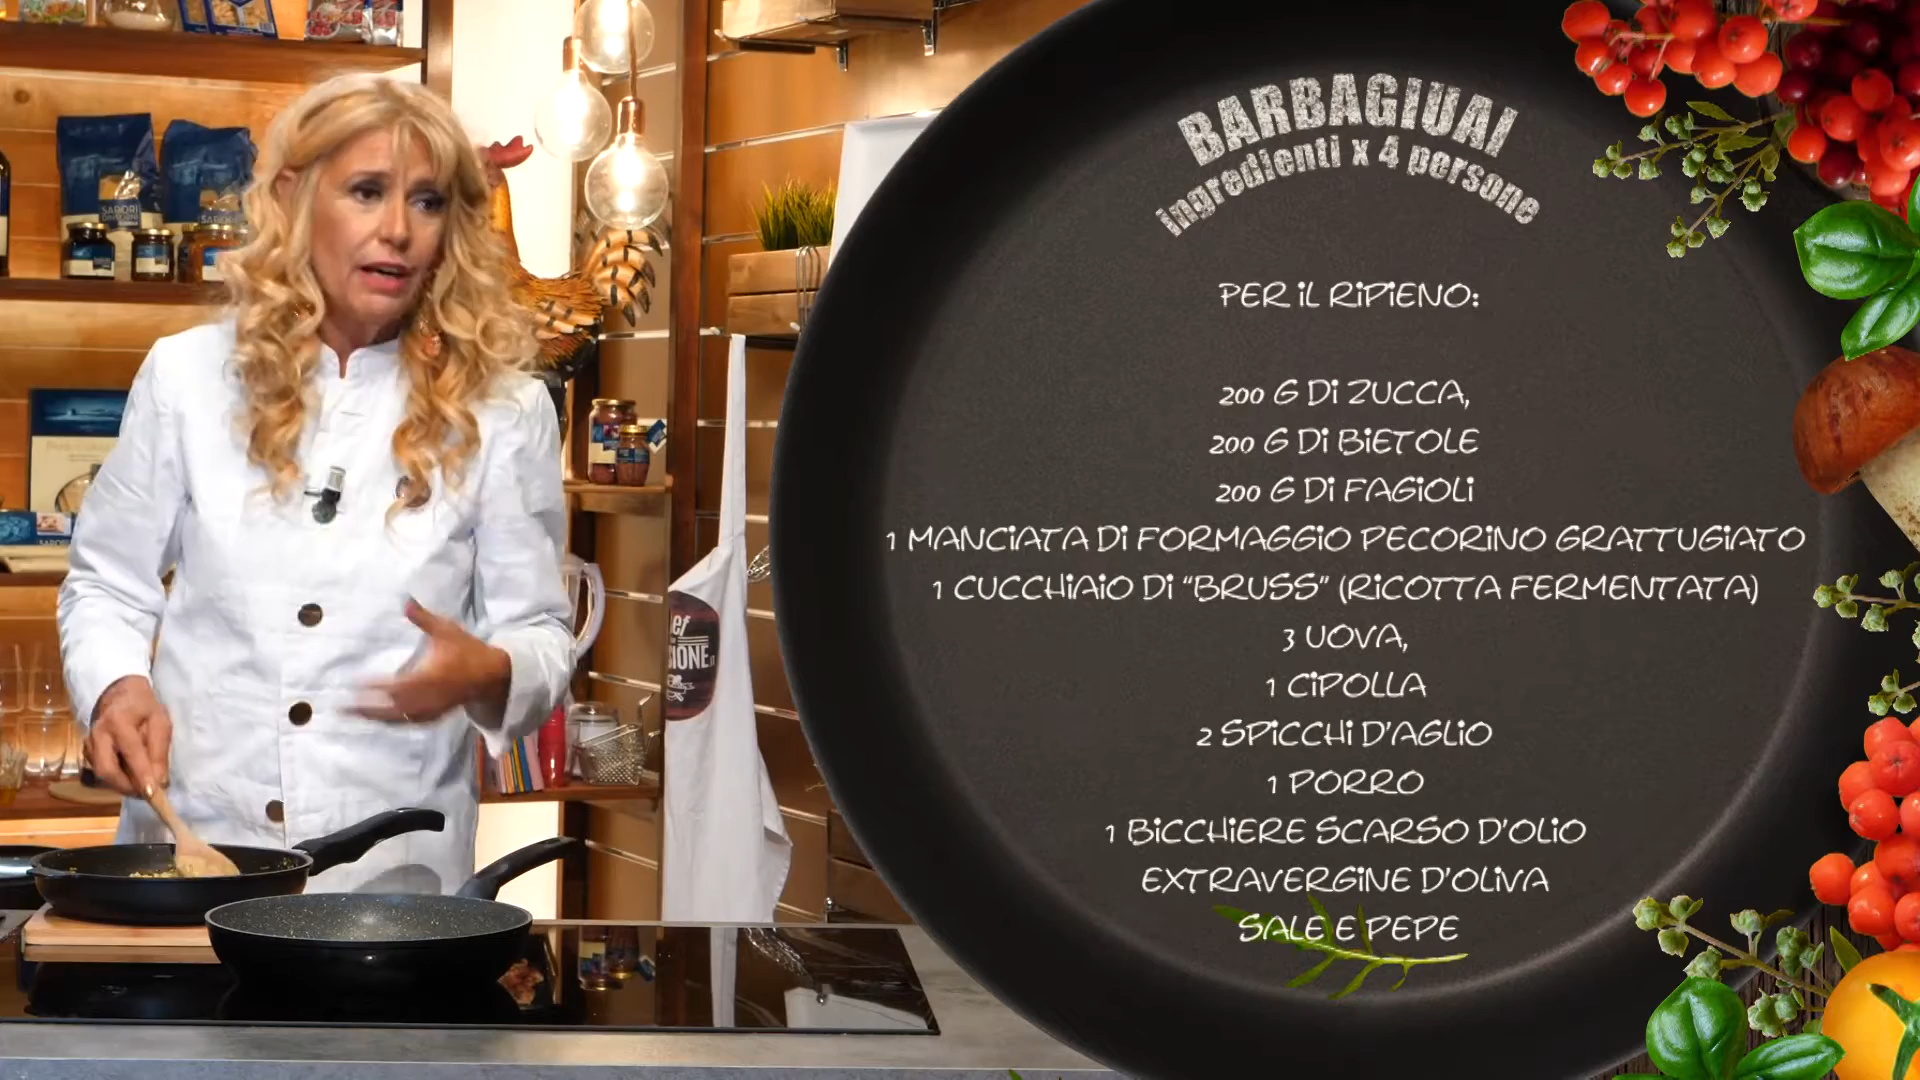 BARBAGIUAI
ingredienti x 4 persone
PER IL RIPIENO:
200 G DI ZUCCA,
200 G DI BIETOLE
200 G DI FAGIOLI
1 MANCIATA DI FORMAGGIO PECORINO GRATTUGIATO
1 CUCCHIAIO DI “BRUSS” (RICOTTA FERMENTATA)
3 UOVA,
1 CIPOLLA
2 SPICCHI D'AGLIO
1 PORRO
1 BICCHIERE SCARSO D'OLIO
EXTRAVERGINE D'OLIVA
SALE E PEPE
SAPORI
SAPORI